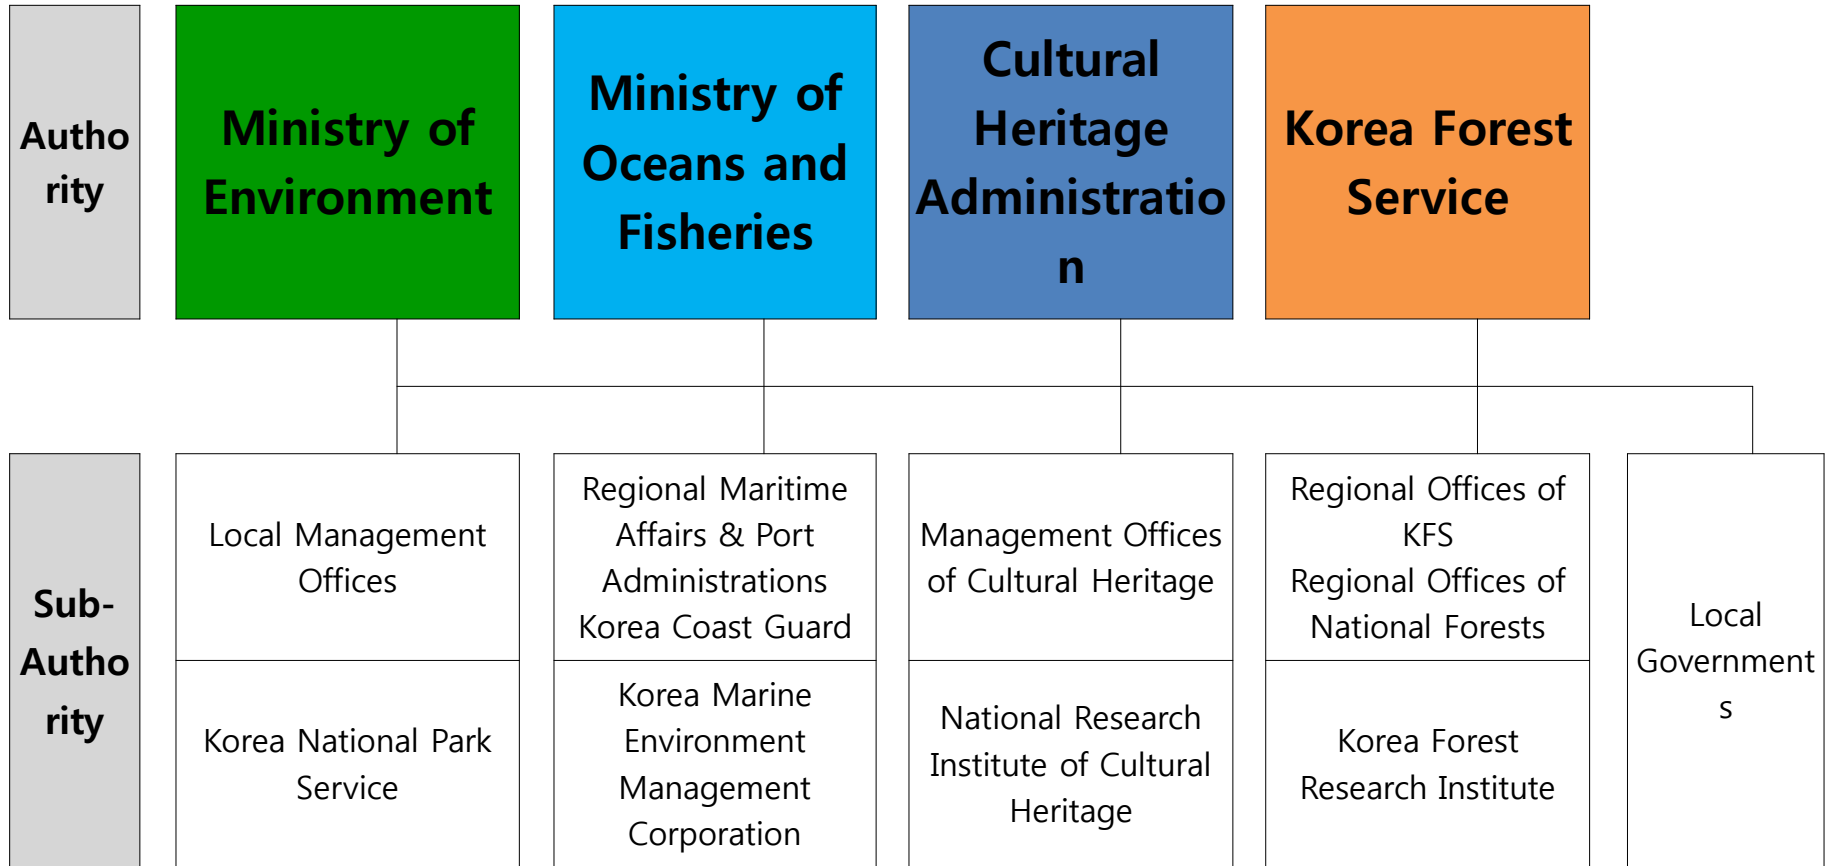 Autho
rity
Ministry of
Environment
Ministry of
Oceans and
Fisheries
Cultural
Heritage
Administratio
n
Korea Forest
Service
Sub-
Autho
rity
Local Management
Offices
Korea National Park
Service
Regional Maritime
Affairs & Port
Administrations
Korea Coast Guard
Korea Marine
Environment
Management
Corporation
Management Offices
of Cultural Heritage
National Research
Institute of Cultural
Heritage
Regional Offices of
KFS
Regional Offices of
National Forests
Korea Forest
Research Institute
Local
Government
s